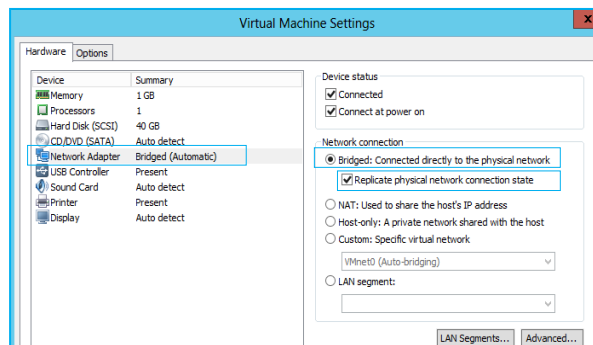 Virtual Machine Settings
x
Hardware Options
Device Summary
Memory 1 GB
Processors 1
Hard Disk (SCSI) 40 GB
CD/DVD (SATA) Auto detect
Network Adapter Bridged (Automatic)
USB Controller Present
Sound Card Auto detect
Printer Present
Display Auto detect
Device status
Connected
Connect at power on
Network connection
Bridged: Connected directly to the physical network
Replicate physical network connection state
NAT: Used to share the host's IP address
Host-only: A private network shared with the host
Custom: Specific virtual network
VMnet0 (Auto-bridging)
LAN segment:
LAN Segments... Advanced...